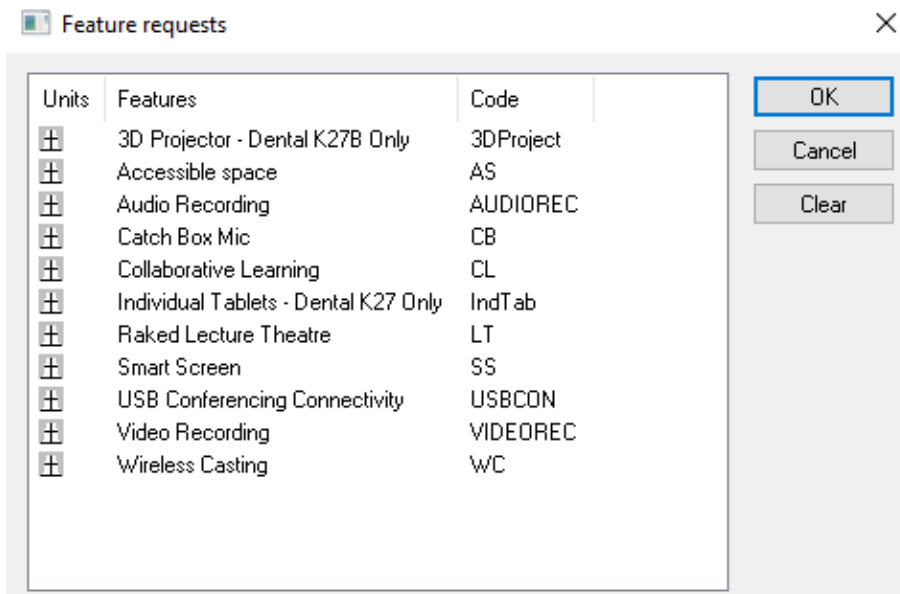 Feature requests
Units Features Code
3D Projector - Dental K27B Only 3DProject
Accessible space AS
Audio Recording AUDIOREC
Catch Box Mic CB
Collaborative Learning CL
Individual Tablets - Dental K27 Only IndTab
Raked Lecture Theatre LT
Smart Screen SS
USB Conferencing Connectivity USBCON
Video Recording VIDEOREC
Wireless Casting WC
OK
Cancel
Clear